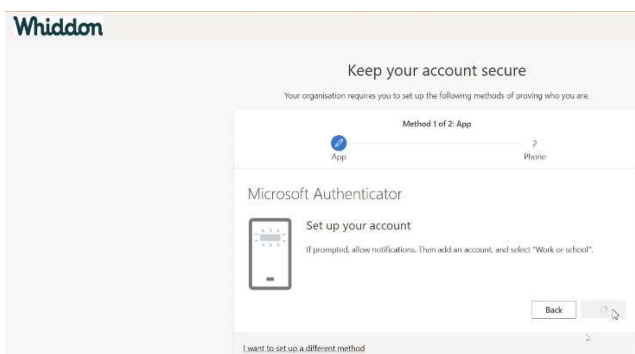 Whiddon
Keep your account secure
Your organisation requires you to set up the following methods of proving who you are.
Method 1 of 2: App
App
2
Phone
Microsoft Authenticator
Set up your account
If prompted, allow notifications. Then add an account, and select "Work or school".
Back
I want to set up a different method